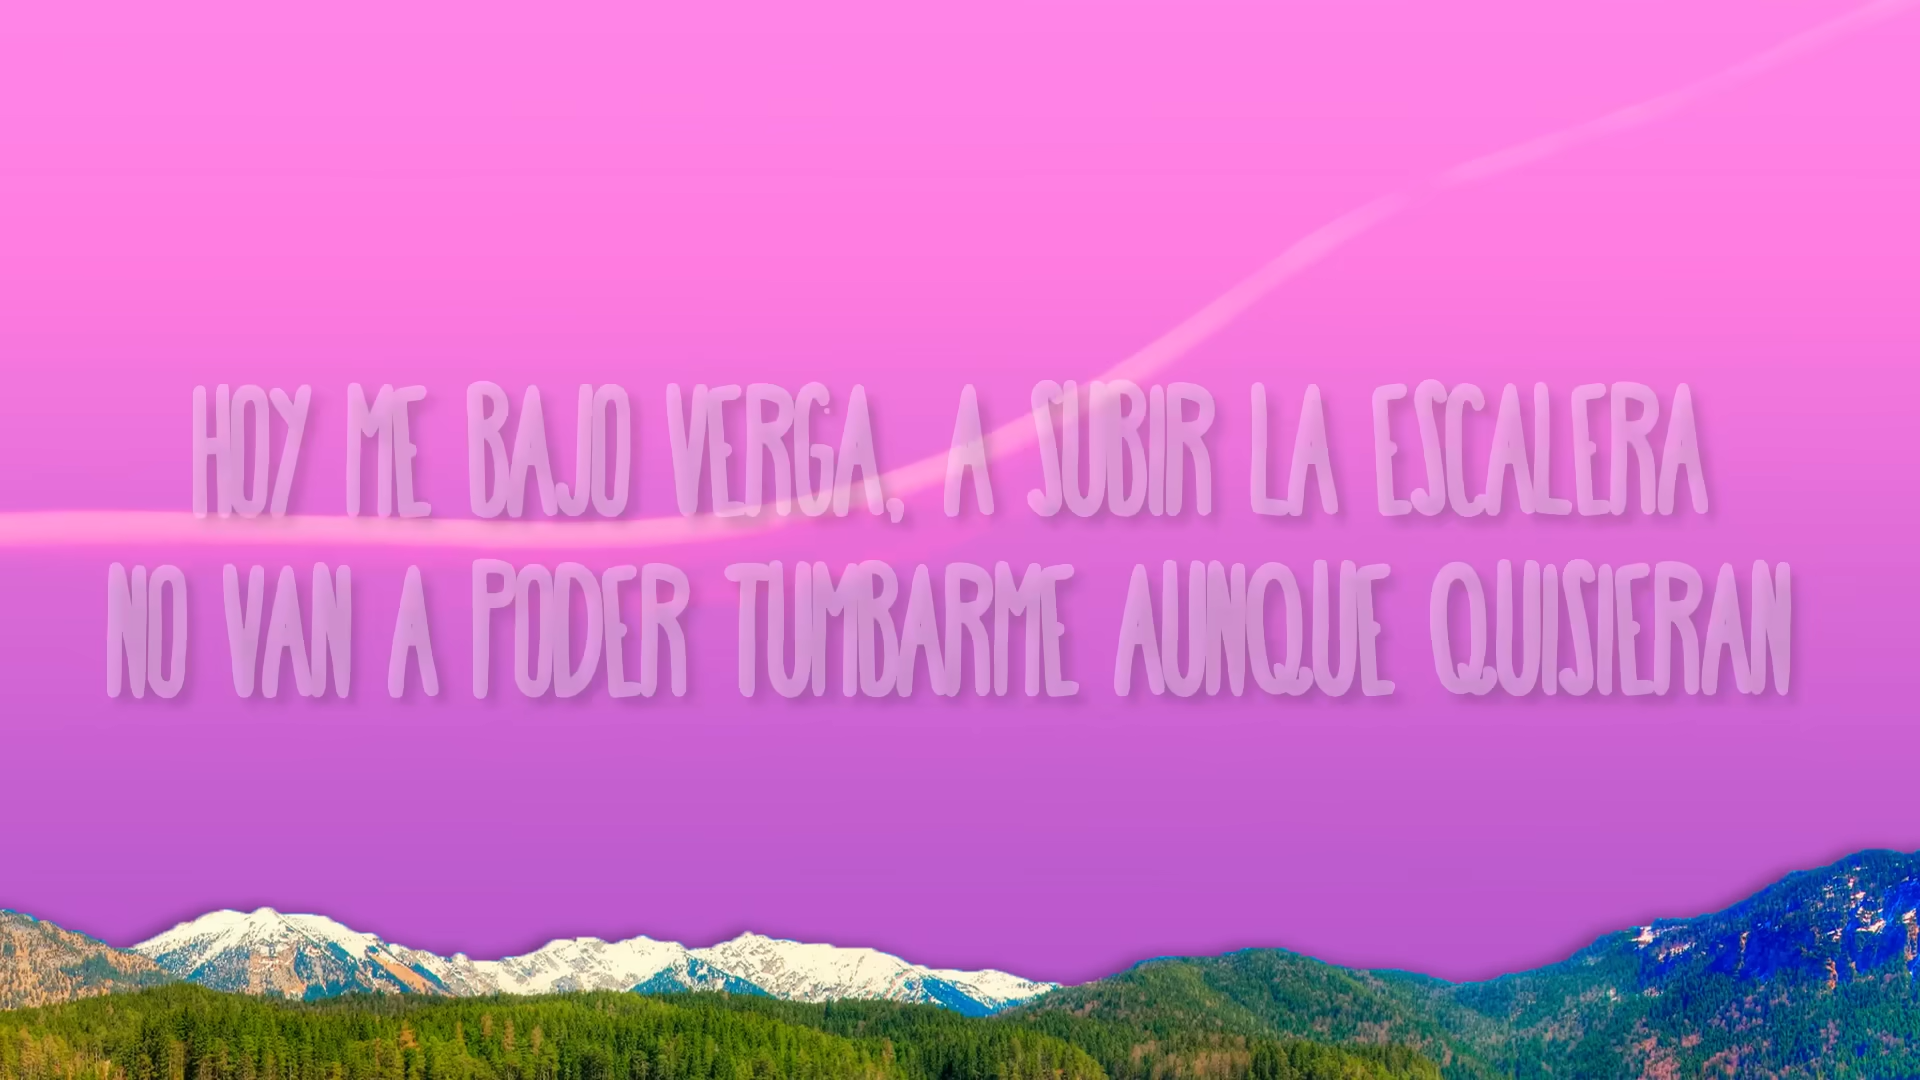 HOY ME BAJO VERGA, A SUBIR LA ESCALERA
NO VAN A PODER TUMBARME AUNQUE QUISIERAN